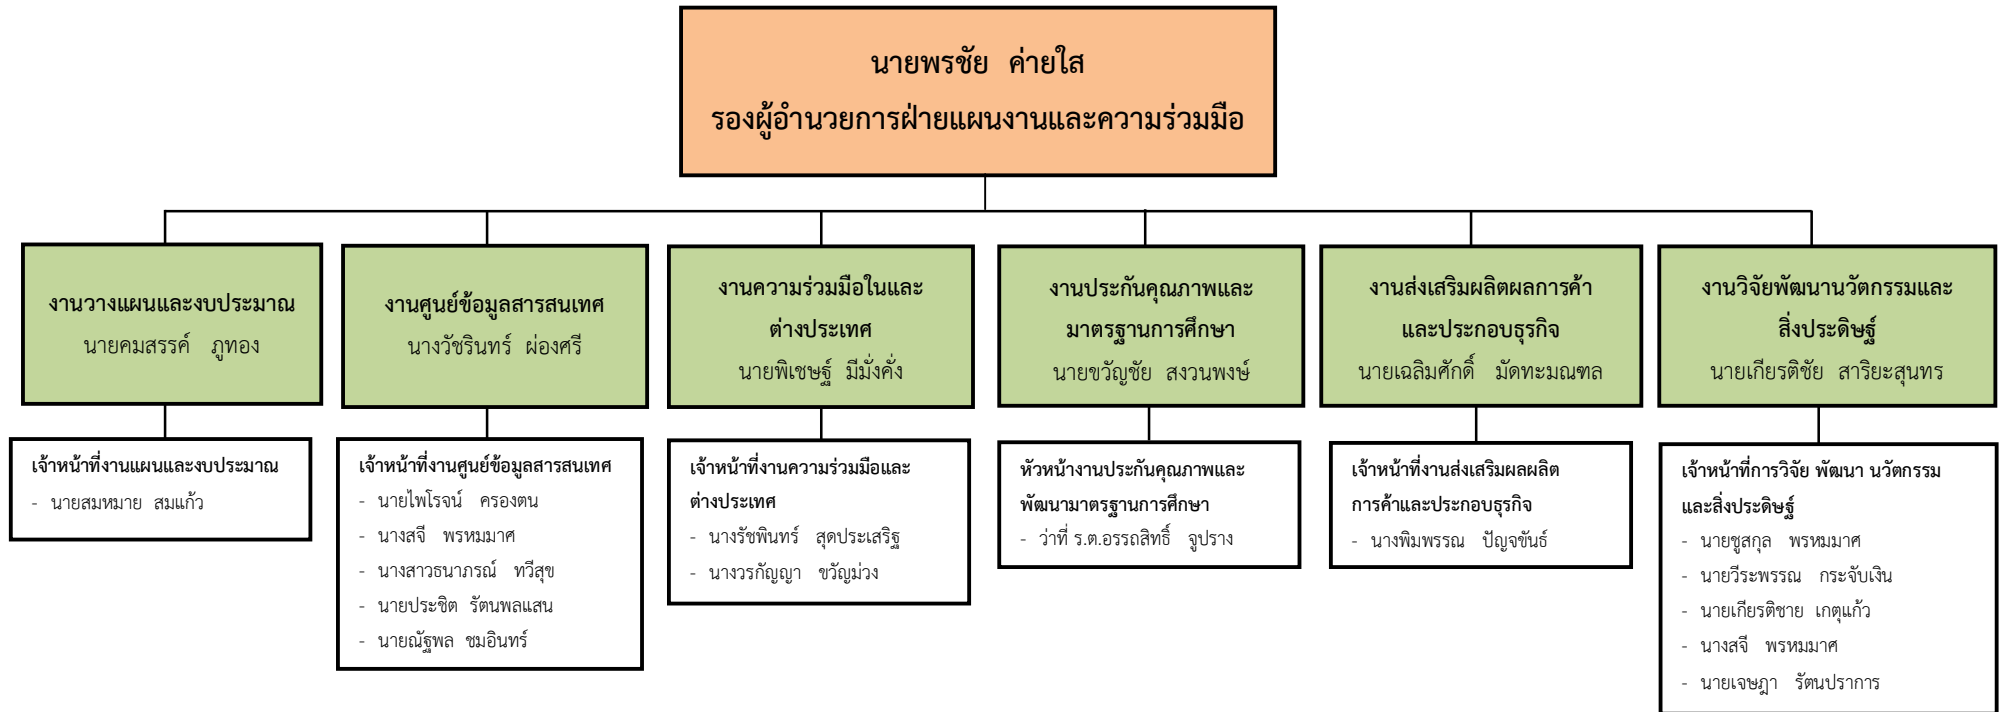 นายพรชัย ค่ายใส
รองผู้อำนวยการฝ่ายแผนงานและความร่วมมือ
งานวางแผนและงบประมาณ
นายคมสรรค์ ภูทอง
งานศูนย์ข้อมูลสารสนเทศ
นางวัชรินทร์ ผ่องศรี
งานความร่วมมือในและ
ต่างประเทศ
นายพิเชษฐ์ มีมั่งคั่ง
งานประกันคุณภาพและ
มาตรฐานการศึกษา
นายขวัญชัย สงวนพงษ์
งานส่งเสริมผลิตผลการค้า
และประกอบธุรกิจ
นายเฉลิมศักดิ์ มัดทะมณฑล
งานวิจัยพัฒนานวัตกรรมและ
สิ่งประดิษฐ์
นายเกียรติชัย สาริยะสุนทร
เจ้าหน้าที่งานแผนและงบประมาณ
- นายสมหมาย สมแก้ว
เจ้าหน้าที่งานศูนย์ข้อมูลสารสนเทศ
- นายไพโรจน์ ครองตน
- นางสจี พรหมมาศ
- นางสาวธนาภรณ์ ทวีสุข
- นายประชิต รัตนพลแสน
- นายณัฐพล ชมอินทร์
เจ้าหน้าที่งานความร่วมมือและ
ต่างประเทศ
- นางรัชพินทร์ สุดประเสริฐ
- นางวรกัญญา ขวัญม่วง
หัวหน้างานประกันคุณภาพและ
พัฒนามาตรฐานการศึกษา
- ว่าที่ ร.ต.อรรถสิทธิ์ จูปราง
เจ้าหน้าที่งานส่งเสริมผลผลิต
การค้าและประกอบธุรกิจ
- นางพิมพรรณ ปัญจขันธ์
เจ้าหน้าที่การวิจัย พัฒนา นวัตกรรม
และสิ่งประดิษฐ์
- นายชูสกุล พรหมมาศ
- นายวีระพรรณ กระจับเงิน
- นายเกียรติชาย เกตุแก้ว
- นางสจี พรหมมาศ
- นายเจษฎา รัตนปราการ